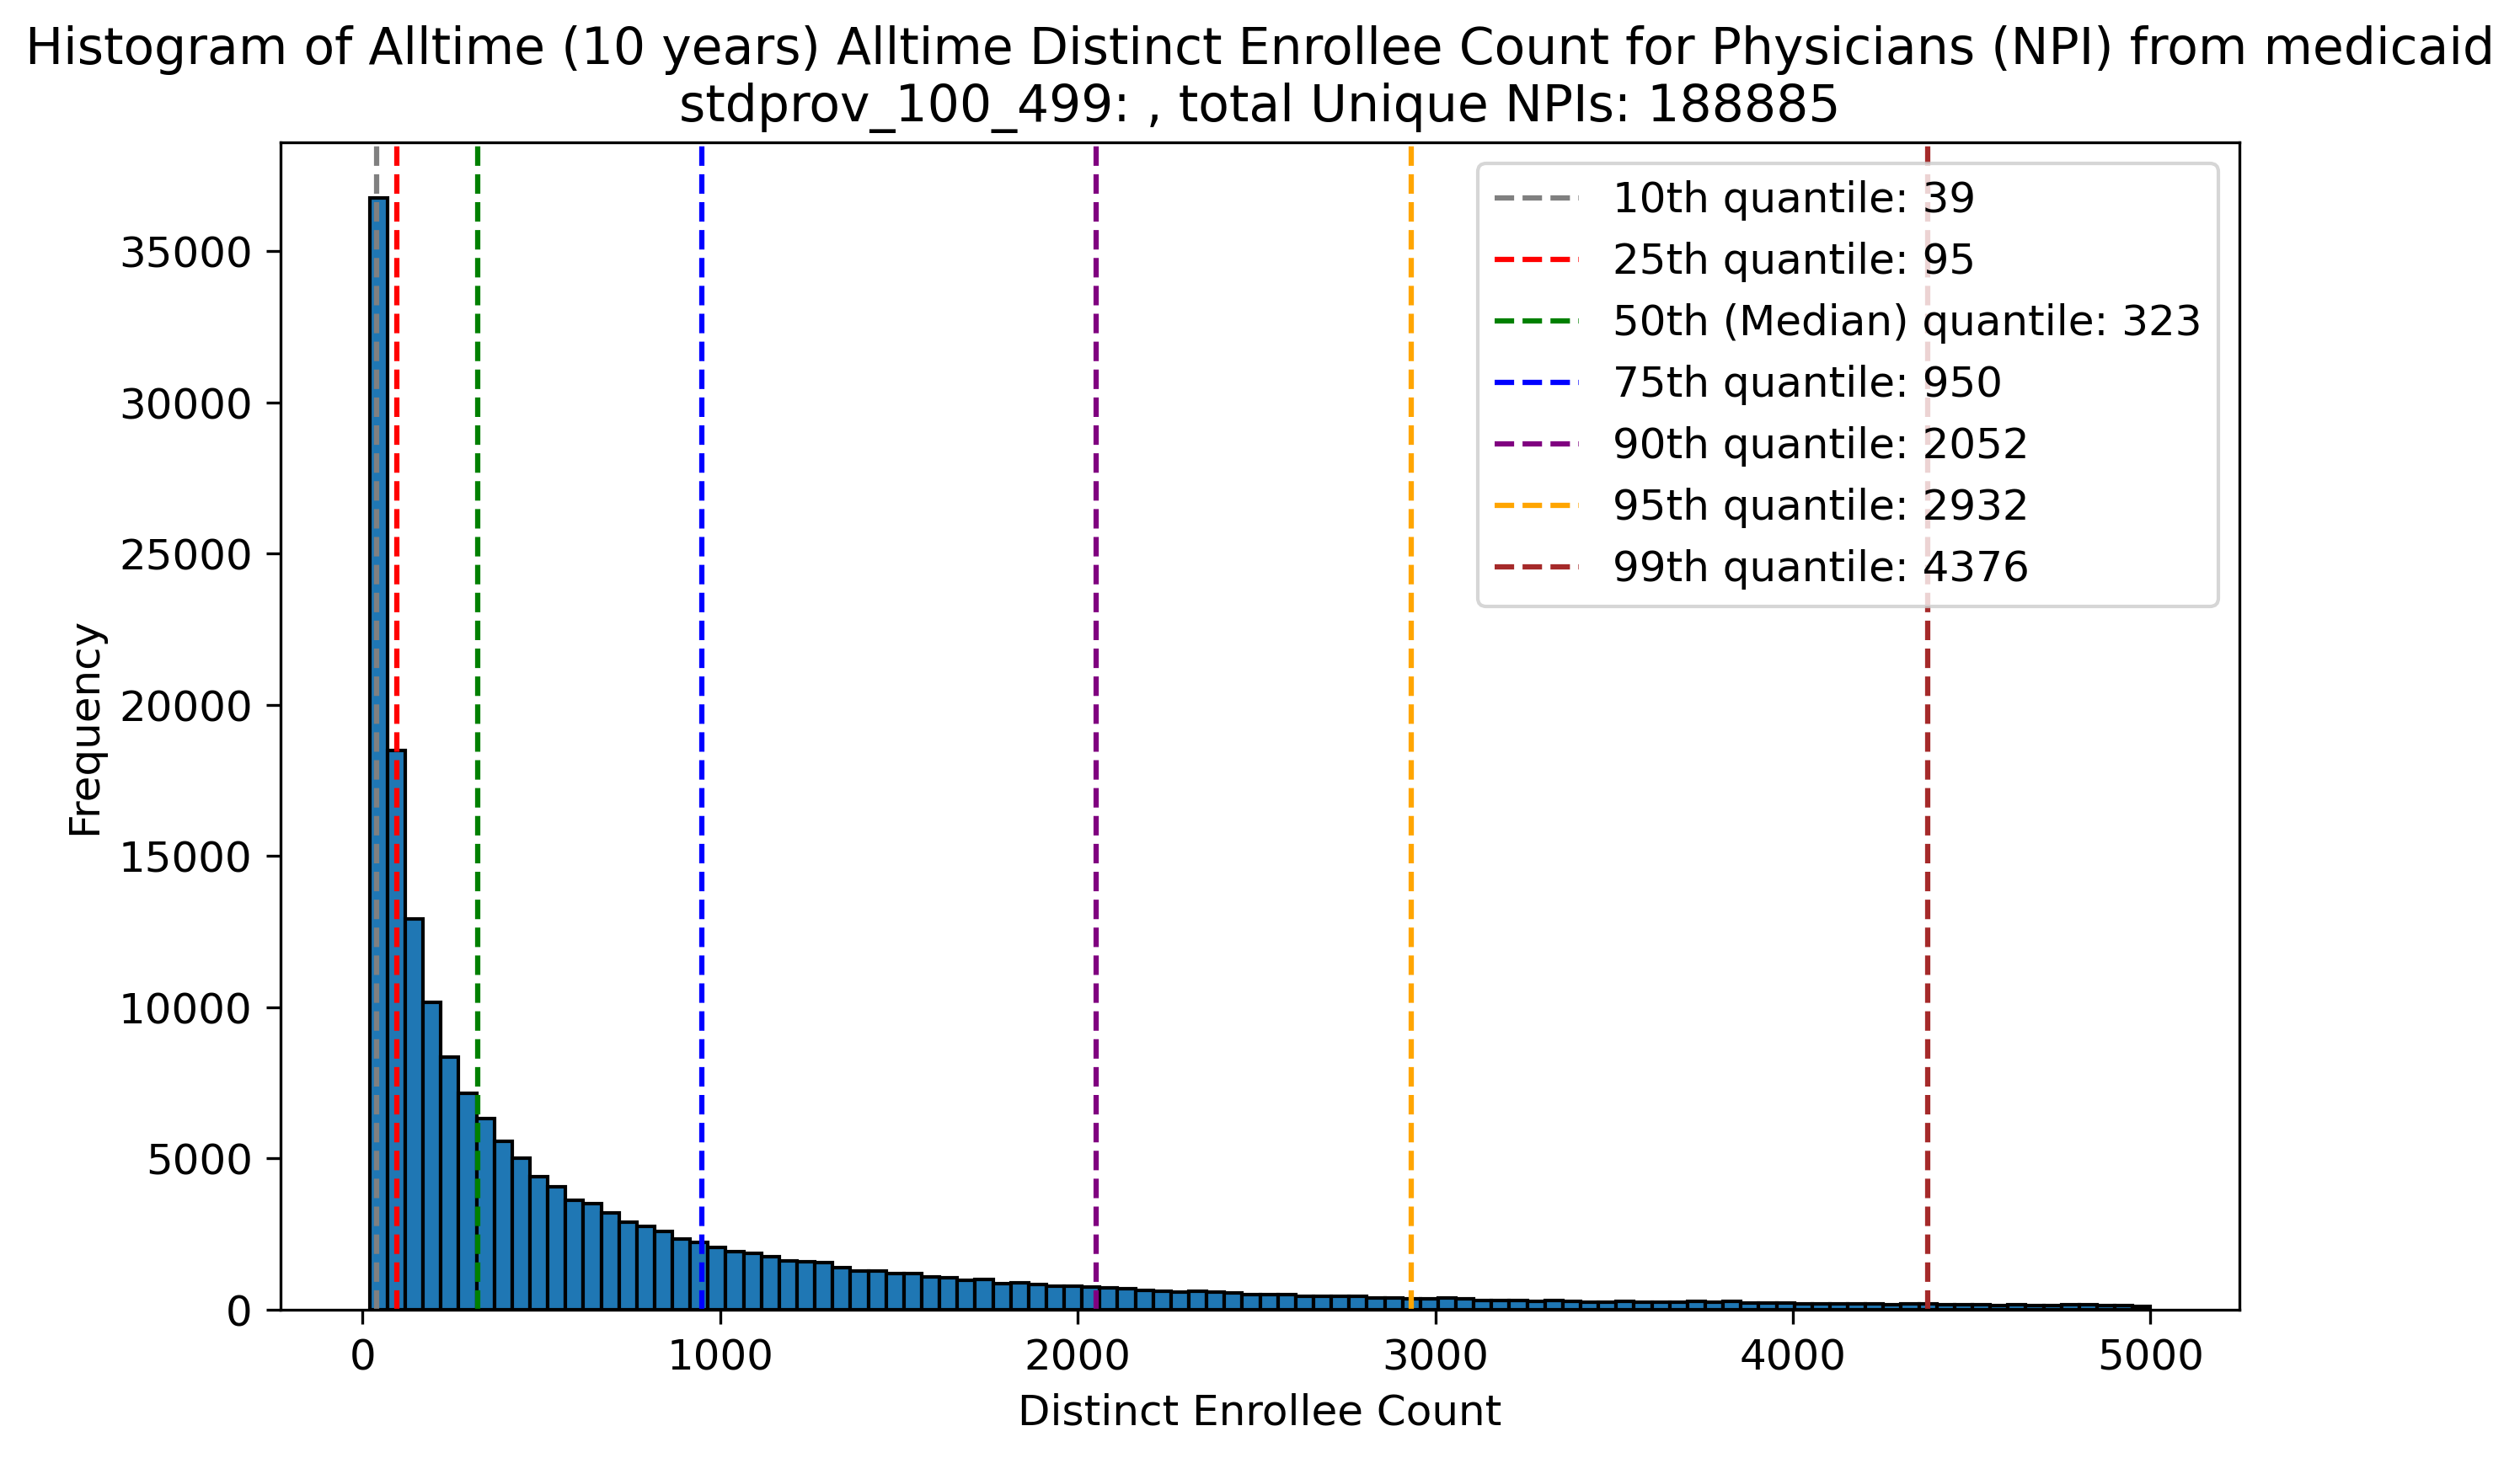 Histogram of Alltime (10 years) Alltime Distinct Enrollee Count for Physicians (NPI) from medicaid
stdprov_100_499: , total Unique NPIs: 188885
10th quantile: 39
25th quantile: 95
50th (Median) quantile: 323
75th quantile: 950
90th quantile: 2052
95th quantile: 2932
99th quantile: 4376
Frequency
35000
30000
25000
20000
15000
10000
5000
0
0 1000 2000 3000 4000 5000
Distinct Enrollee Count